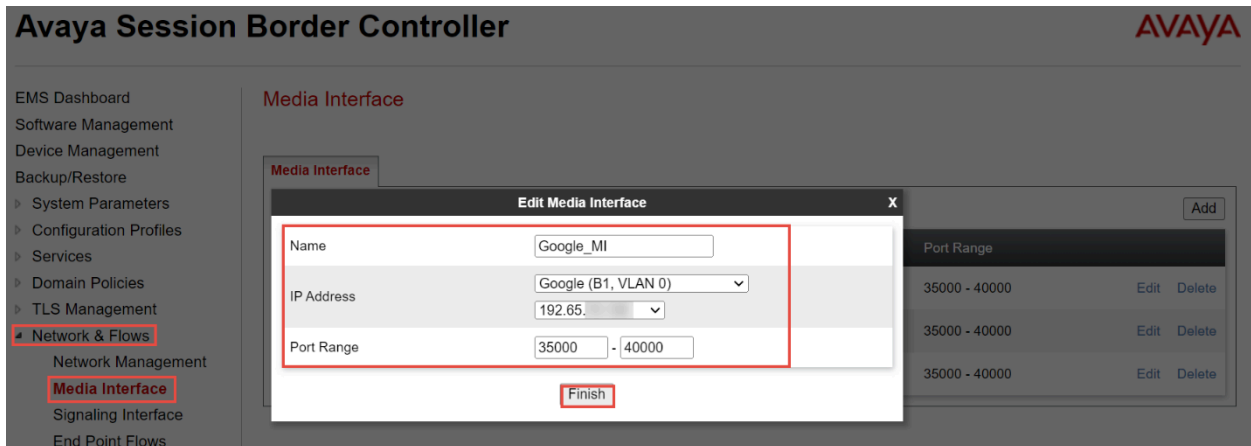 Avaya Session Border Controller
AVAYA
EMS Dashboard
Software Management
Device Management
Backup/Restore
System Parameters
Configuration Profiles
Services
Domain Policies
TLS Management
Network & Flows
Network Management
Media Interface
Signaling Interface
End Point Flows
Media Interface
Media Interface
Add
Port Range
35000 - 40000 Edit Delete
35000 - 40000 Edit Delete
35000 - 40000 Edit Delete
Edit Media Interface X
Name Google_MI
IP Address Google (B1, VLAN 0)
192.65.
Port Range 35000 - 40000
Finish